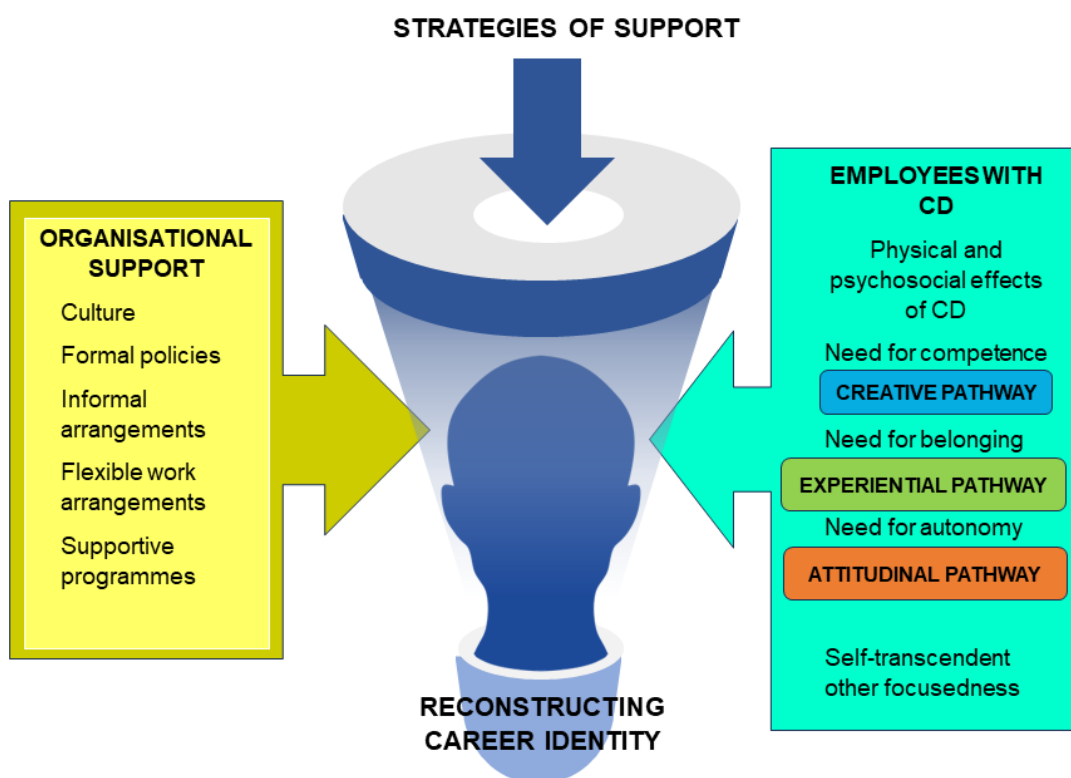 STRATEGIES OF SUPPORT
ORGANISATIONAL
SUPPORT
Culture
Formal policies
Informal
arrangements
Flexible work
arrangements
Supportive
programmes
EMPLOYEES WITH
CD
Physical and
psychosocial effects
of CD
Need for competence
CREATIVE PATHWAY
Need for belonging
EXPERIENTIAL PATHWAY
Need for autonomy
ATTITUDINAL PATHWAY
Self-transcendent
other focusedness
RECONSTRUCTING
CAREER IDENTITY